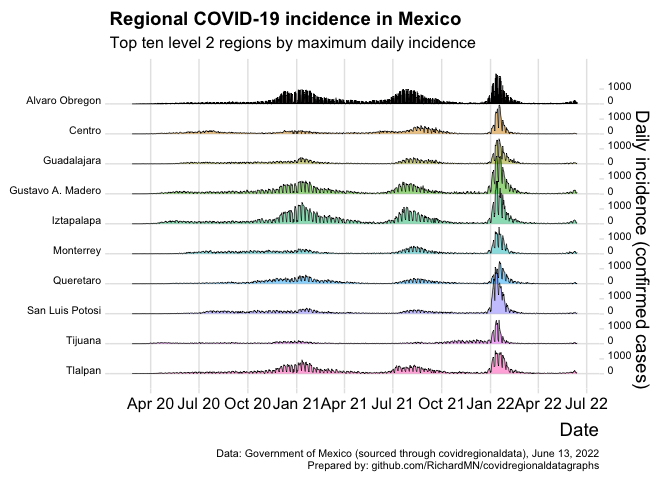 Regional COVID-19 incidence in Mexico
Top ten level 2 regions by maximum daily incidence
Alvaro Obregon
Centro
Guadalajara
Gustavo A. Madero
Iztapalapa
Monterrey
Queretaro
San Luis Potosi
Tijuana
Tlalpan
1000
0
1000
0
1000
0
1000
0
1000
0
1000
0
1000
0
1000
0
1000
0
1000
0
Daily incidence (confirmed cases)
Apr 20 Jul 20 Oct 20 Jan 21 Apr 21 Jul 21 Oct 21 Jan 22 Apr 22 Jul 22
Date
Data: Government of Mexico (sourced through covidregionaldata), June 13, 2022
Prepared by: github.com/RichardMN/covidregionaldatagraphs